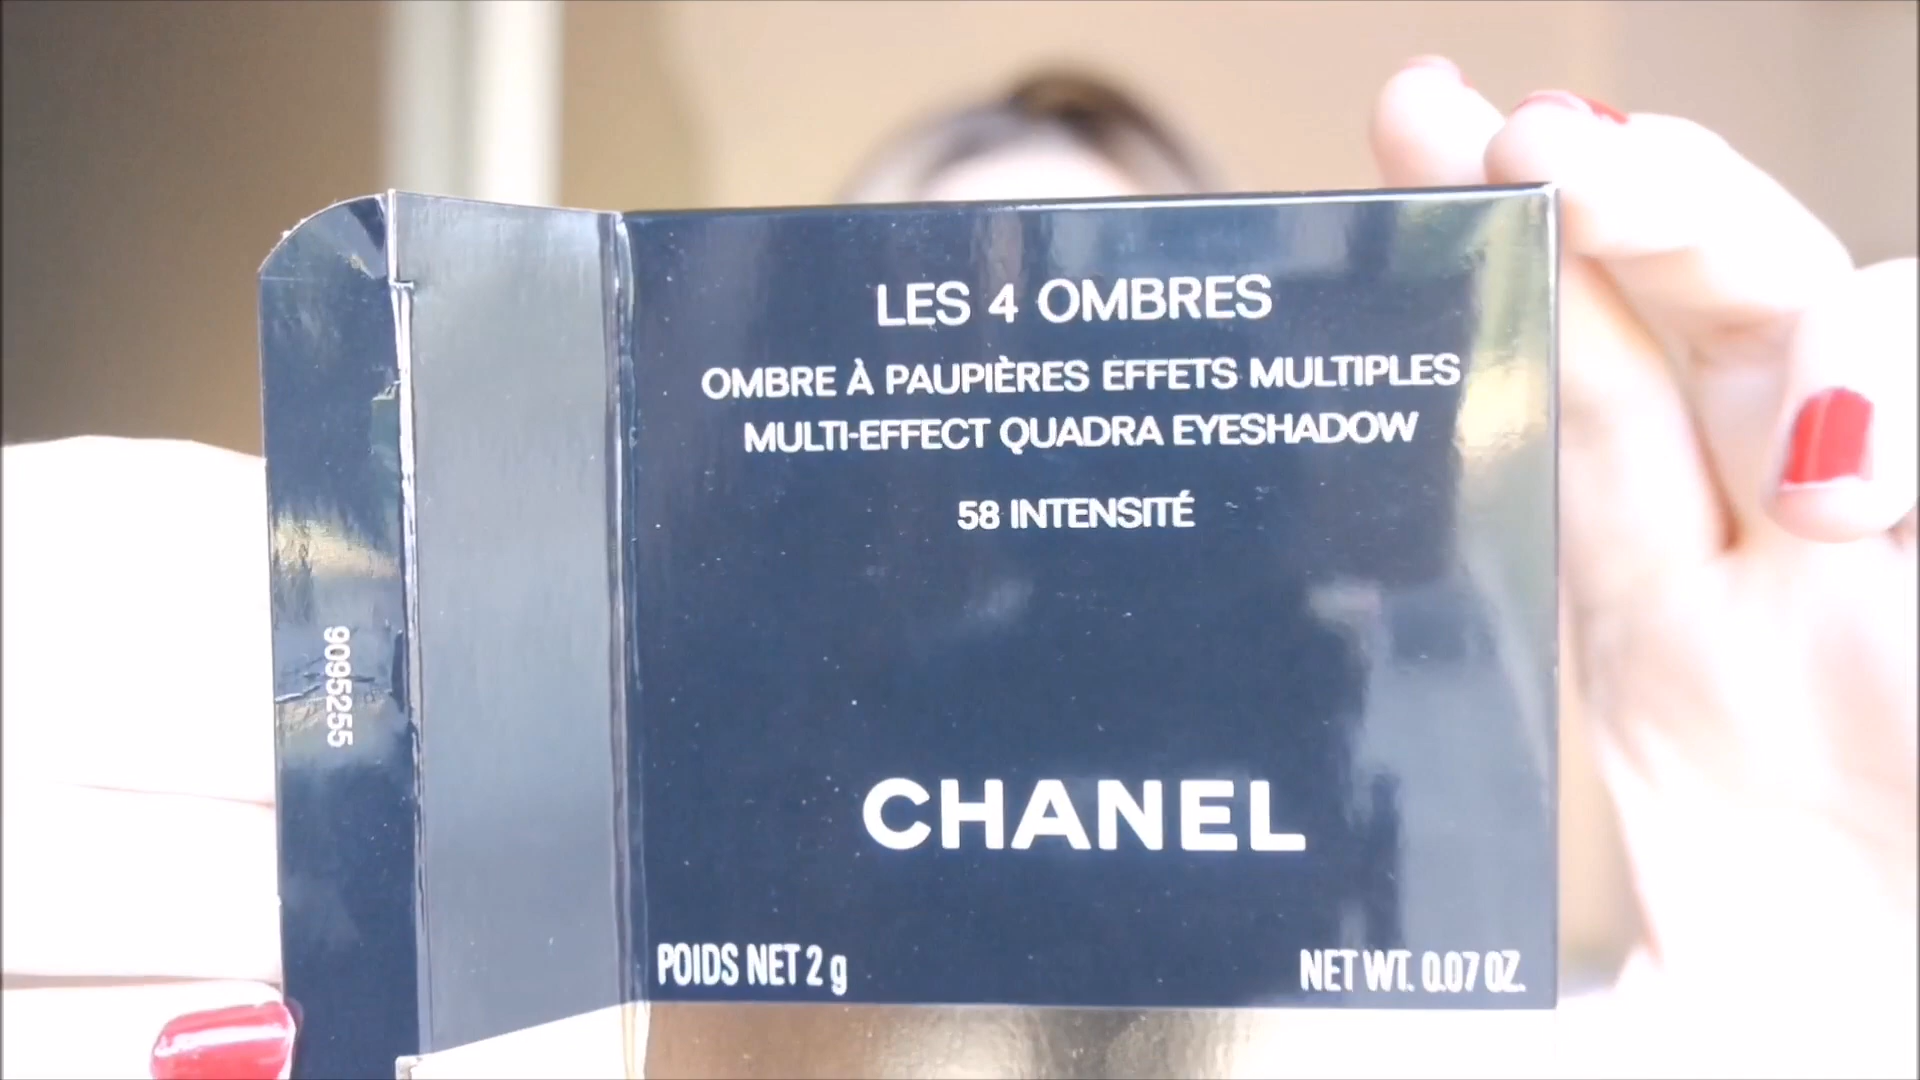 LES 4 OMBRES
OMBRE À PAUPIÈRES EFFETS MULTIPLES
MULTI-EFFECT QUADRA EYESHADOW
58 INTENSITÉ
9095255
CHANEL
POIDS NET 2 g
NET WT. 0.07 OZ.